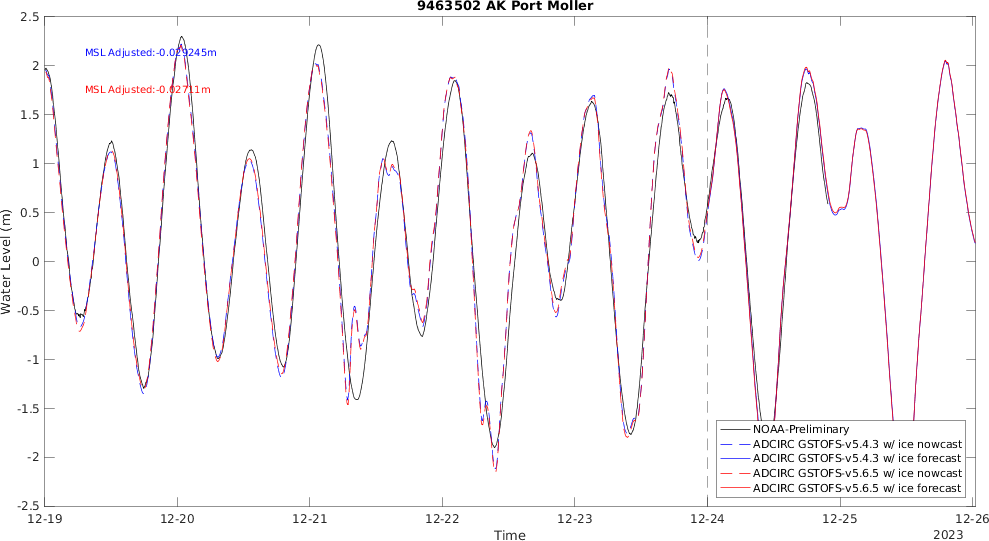 9463502 AK Port Moller
MSL Adjusted:-0.029245m
MSL Adjusted:-0.02711m
Water Level (m)
2.5
2
1.5
1
0.5
0
-0.5
-1
-1.5
-2
-2.5
NOAA-Preliminary
ADCIRC GSTOFS-v5.4.3 w/ ice nowcast
ADCIRC GSTOFS-v5.4.3 w/ ice forecast
ADCIRC GSTOFS-v5.6.5 w/ ice nowcast
ADCIRC GSTOFS-v5.6.5 w/ ice forecast
12-19 12-20 12-21 12-22 12-23 12-24 12-25 12-26
Time
2023